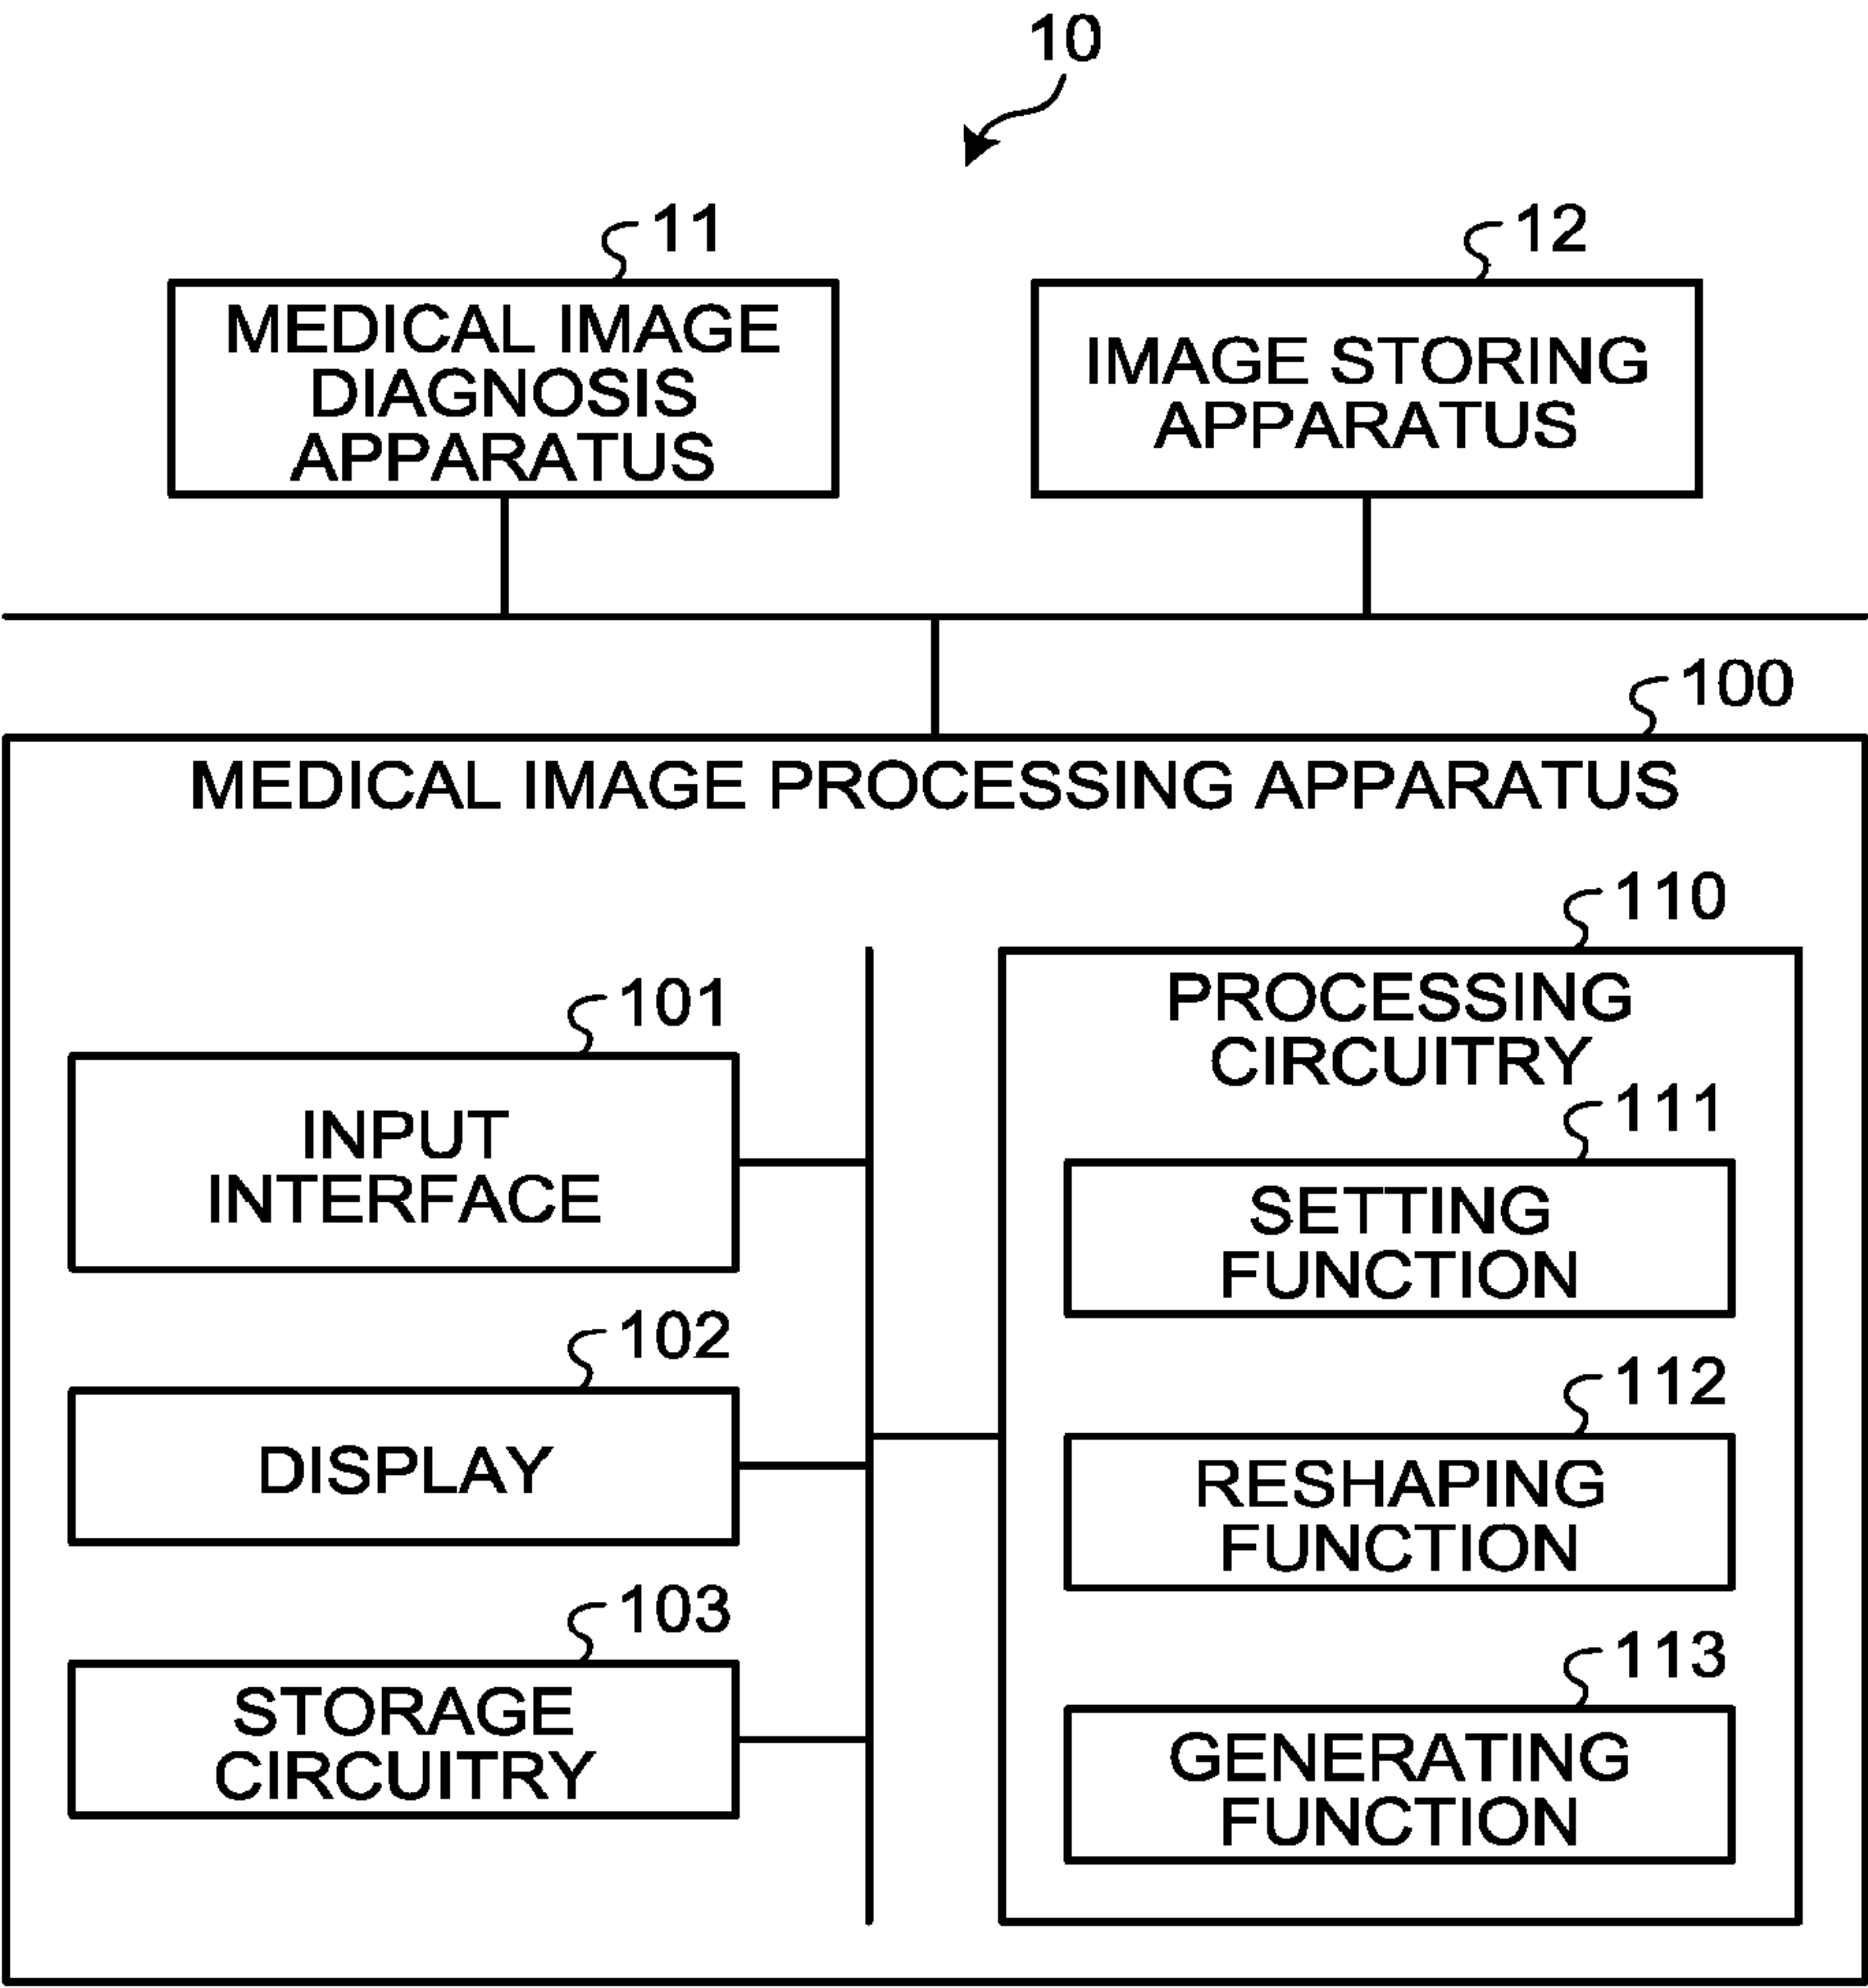 10
11
MEDICAL IMAGE
DIAGNOSIS
APPARATUS
12
IMAGE STORING
APPARATUS
100
MEDICAL IMAGE PROCESSING APPARATUS
101
INPUT
INTERFACE
102
DISPLAY
103
STORAGE
CIRCUITRY
110
PROCESSING
CIRCUITRY
111
SETTING
FUNCTION
112
RESHAPING
FUNCTION
113
GENERATING
FUNCTION